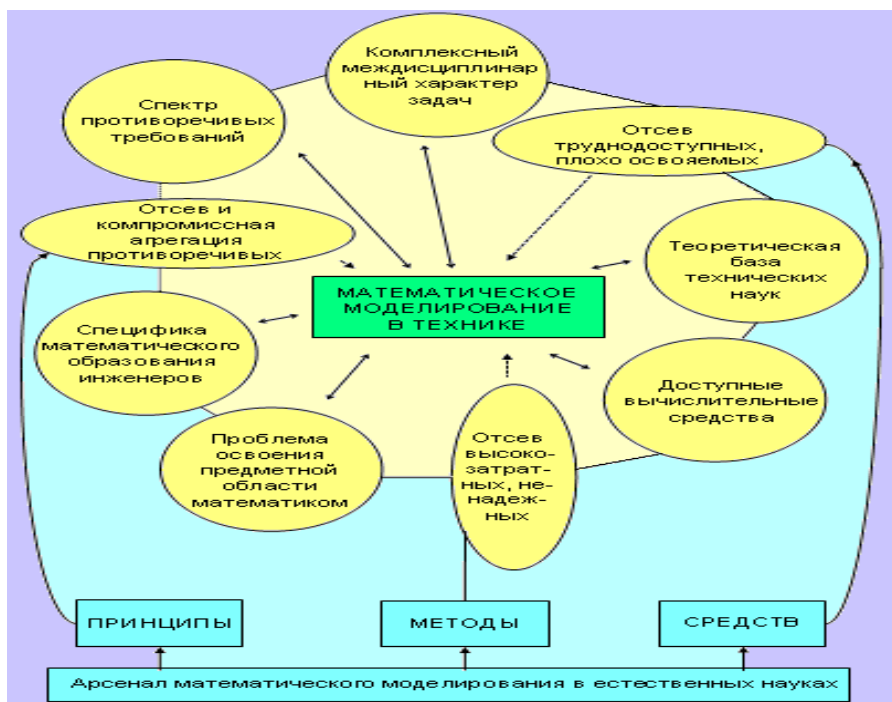 Комплексный
междисциплинар
ный характер
задач
Спектр
противоречивых
требований
Отсев
труднодоступных,
плохо освояемых
Отсев и
компромиссная
агрегация
противоречивых
Теоретическая
база
технических
наук
МАТЕМАТИЧЕСКОЕ
МОДЕЛИРОВАНИЕ
В ТЕХНИКЕ
Специфика
математического
образования
инженеров
Доступные
вычислительные
средства
Проблема
освоения
предметной
области
математиком
Отсев
высоко-
затрат-
ных, не-
надеж-
ных
ПРИНЦИПЫ
МЕТОДЫ
СРЕДСТВ
Арсенал математического моделирования в естественных науках